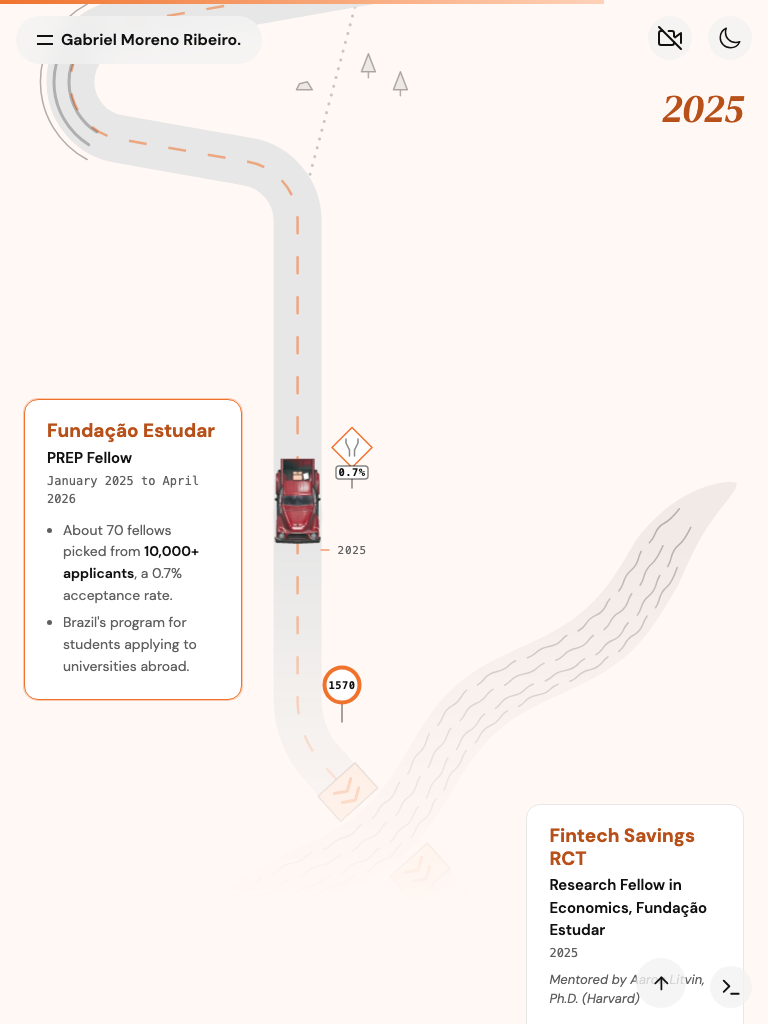 Gabriel Moreno Ribeiro.
2025
Fundação Estudar
PREP Fellow
January 2025 to April
2026
About 70 fellows
picked from 10,000+
applicants, a 0.7%
acceptance rate.
Brazil's program for
students applying to
universities abroad.
0.7%
2025
1570
Fintech Savings
RCT
Research Fellow in
Economics, Fundação
Estudar
2025
Mentored by Aaron Litvin,
Ph.D. (Harvard)